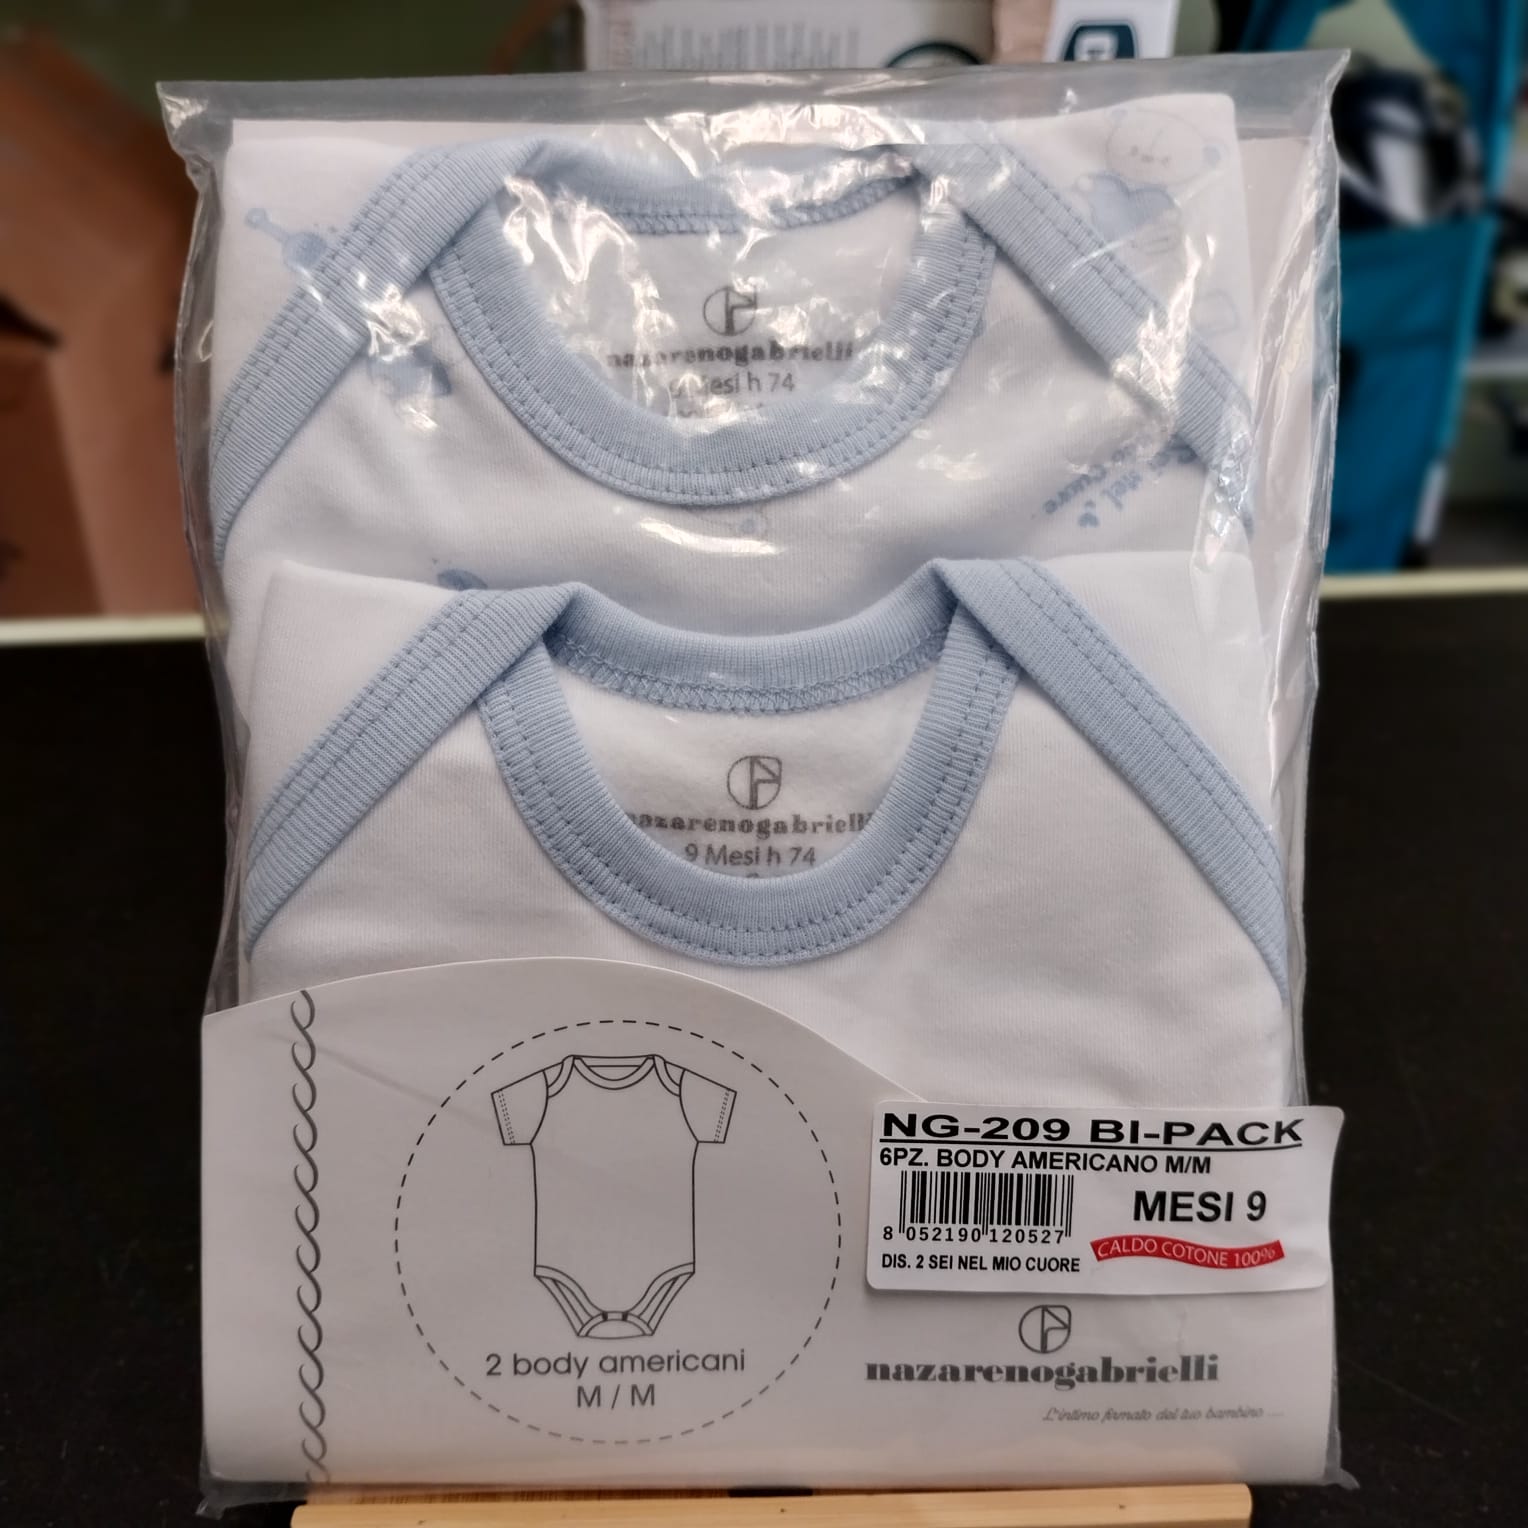 nazarenogabrielli
Mesi h 74
nazarenogabrielli
9 Mesi h 74
NG-209 BI-PACK
6PZ. BODY AMERICANO M/M
MESI 9
8 052190 120527
CALDO COTONE 100%
DIS. 2 SEI NEL MIO CUORE
2 body americani
M / M
nazarenogabrielli
L'intimo firmato del tuo bambino ....